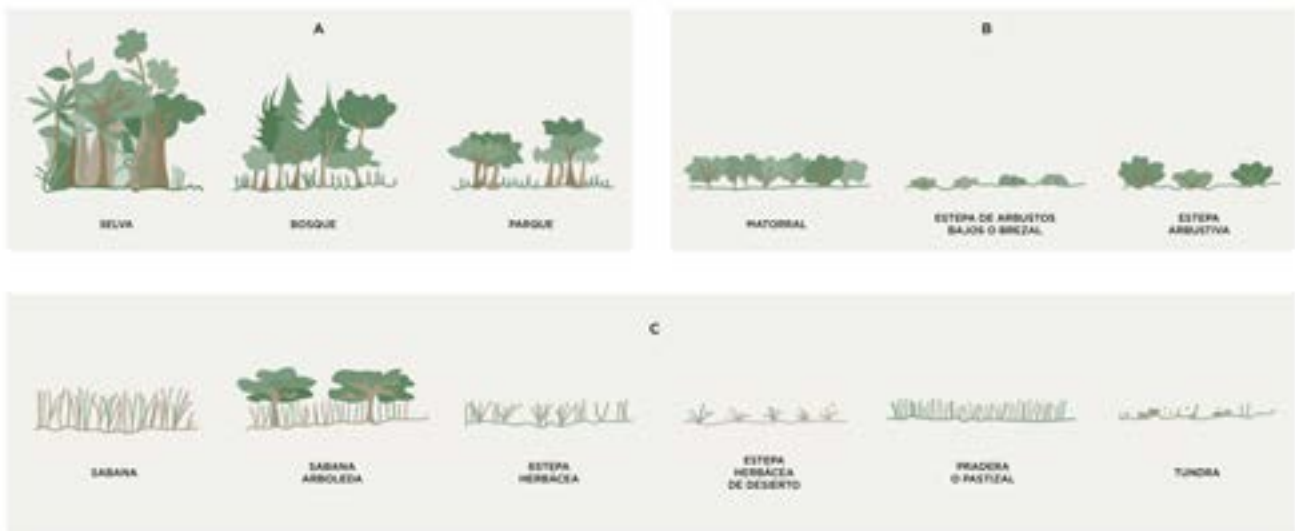 A
SELVA
BOSQUE
PARQUE
B
MATORRAL
ESTEPA DE ARBUSTOS
BAJOS O BREZAL
ESTEPA
ARBUSTIVA
C
SABANA
SABANA
ARBOLEDA
ESTEPA
HERBÁCEA
ESTEPA
HERBÁCEA
DE DESIERTO
PRADERA
O PASTIZAL
TUNDRA